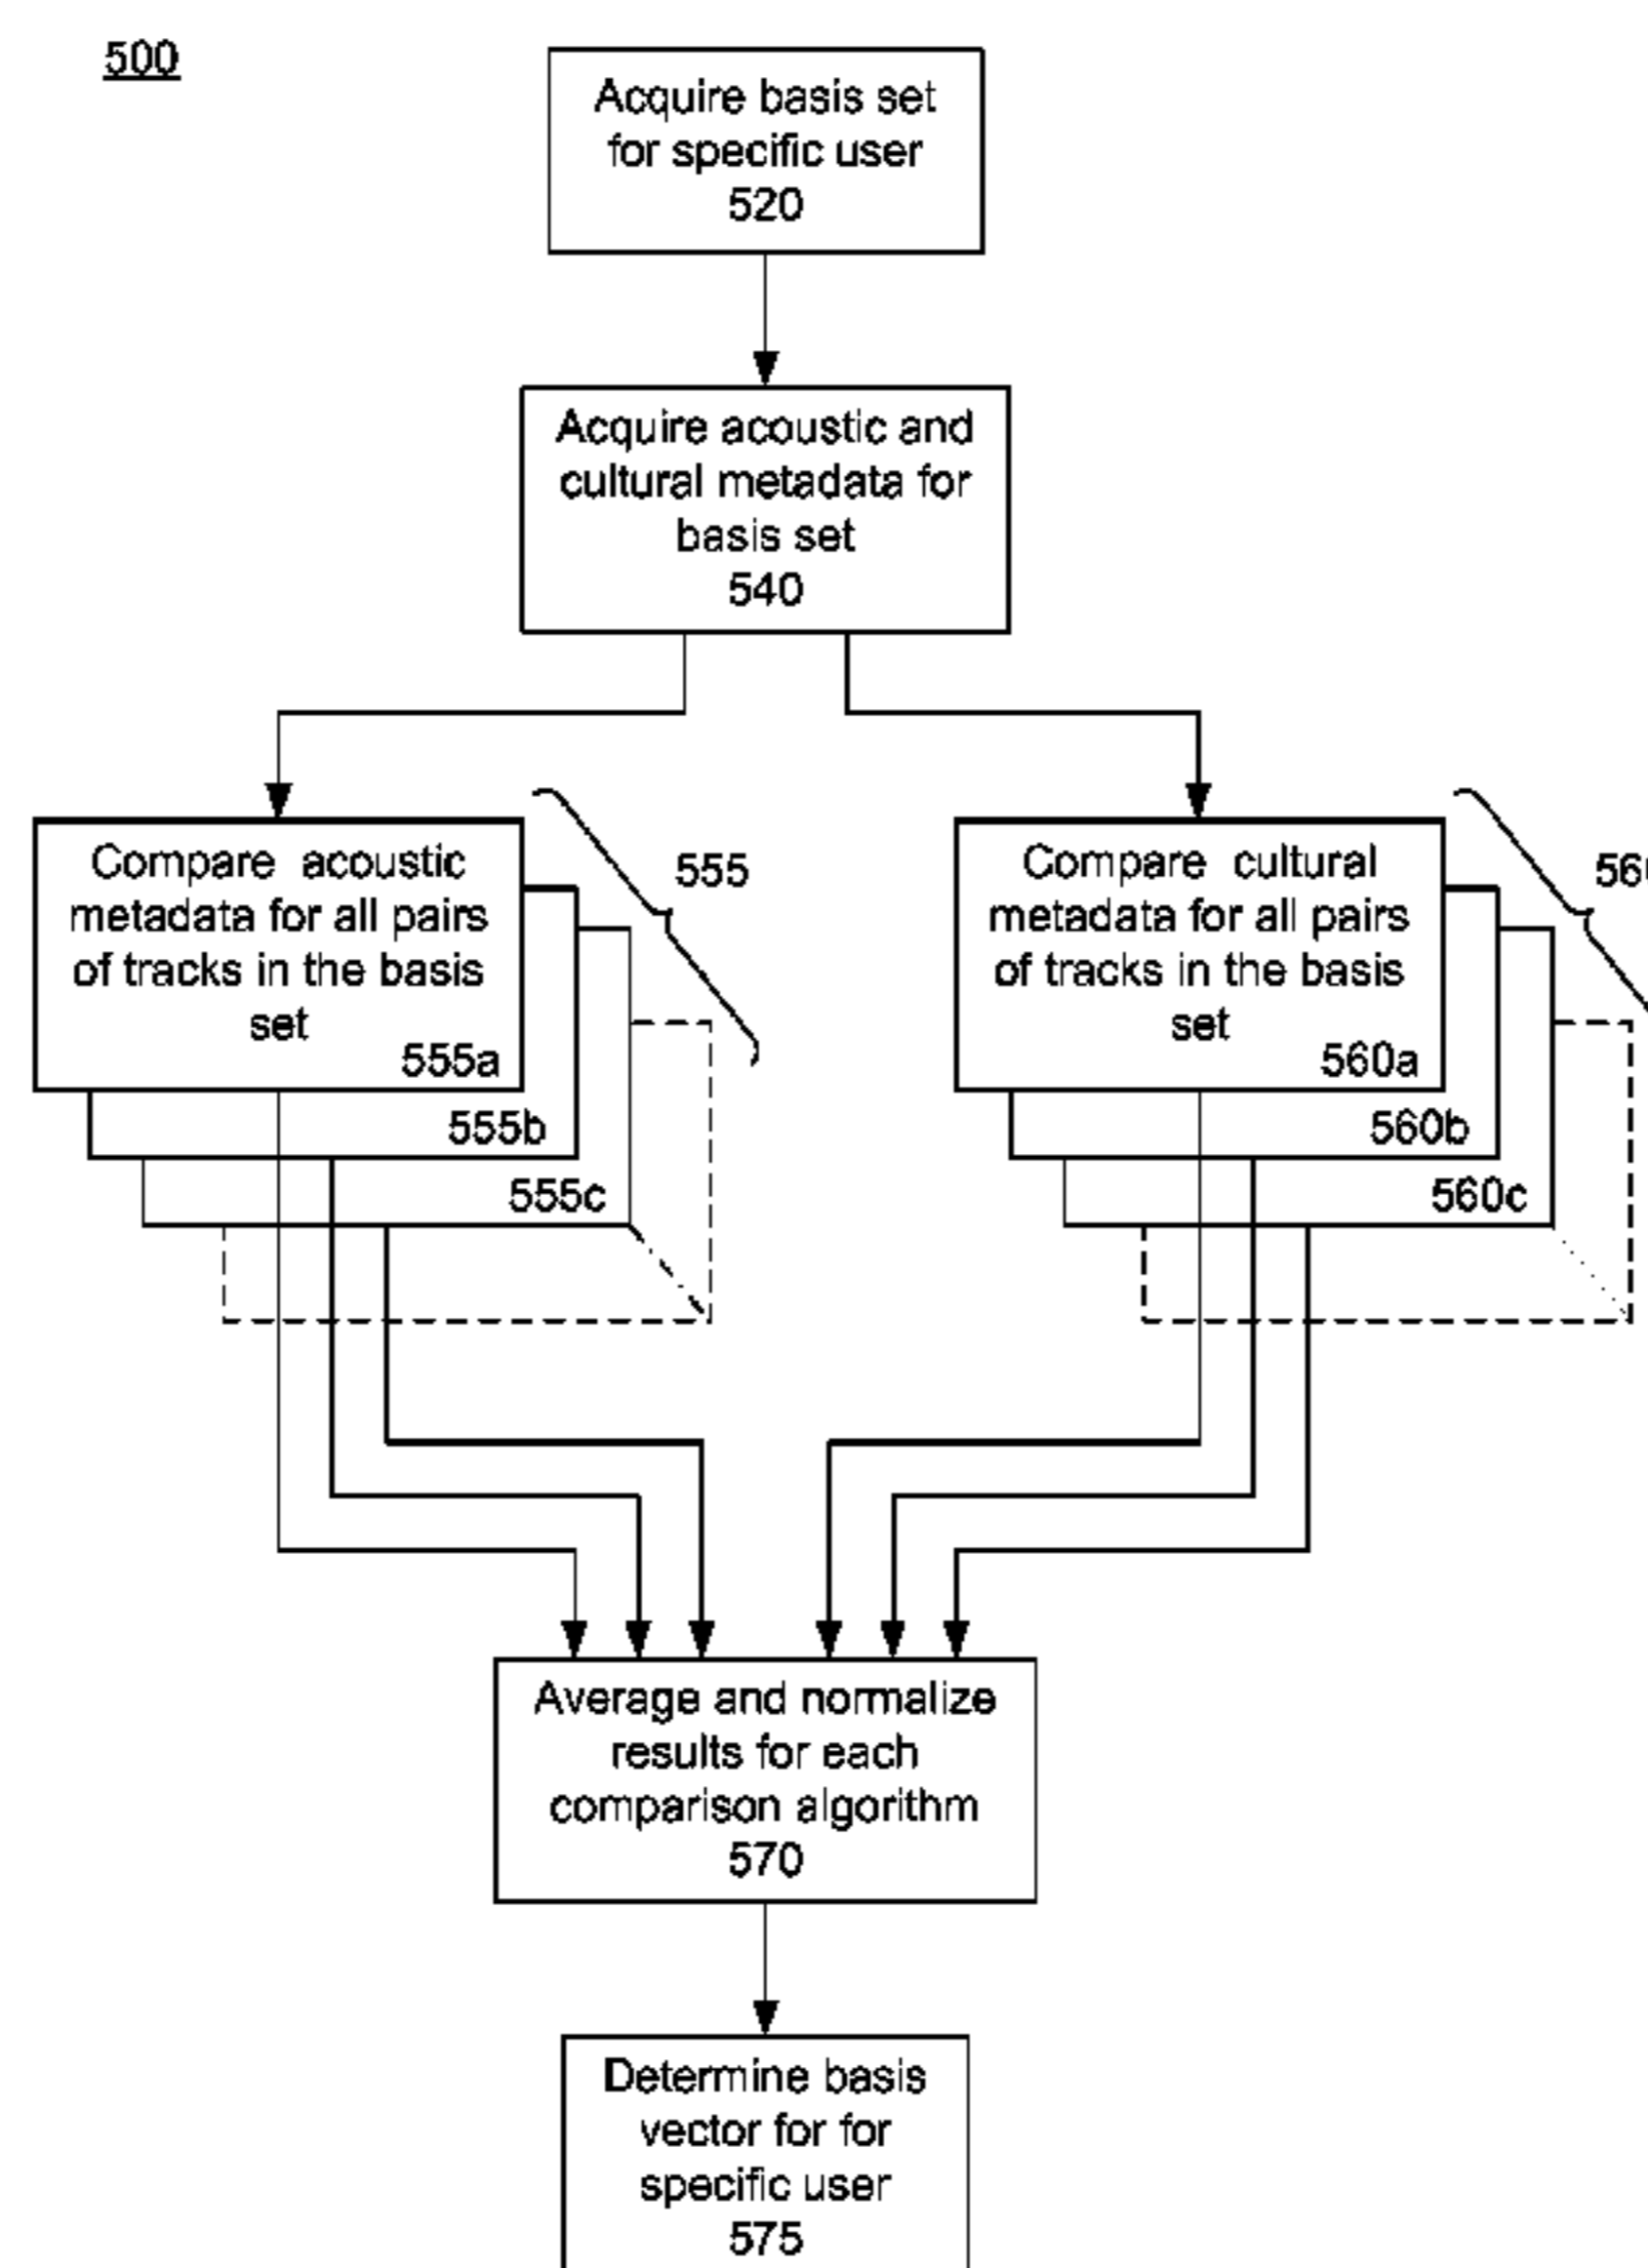 500
Acquire basis set
for specific user
520
Acquire acoustic and
cultural metadata for
basis set
540
Compare acoustic
metadata for all pairs
of tracks in the basis
set
555a
555b
555c
555
Compare cultural
metadata for all pairs
of tracks in the basis
set
560a
560b
560c
Average and normalize
results for each
comparison algorithm
570
Determine basis
vector for for
specific user
575